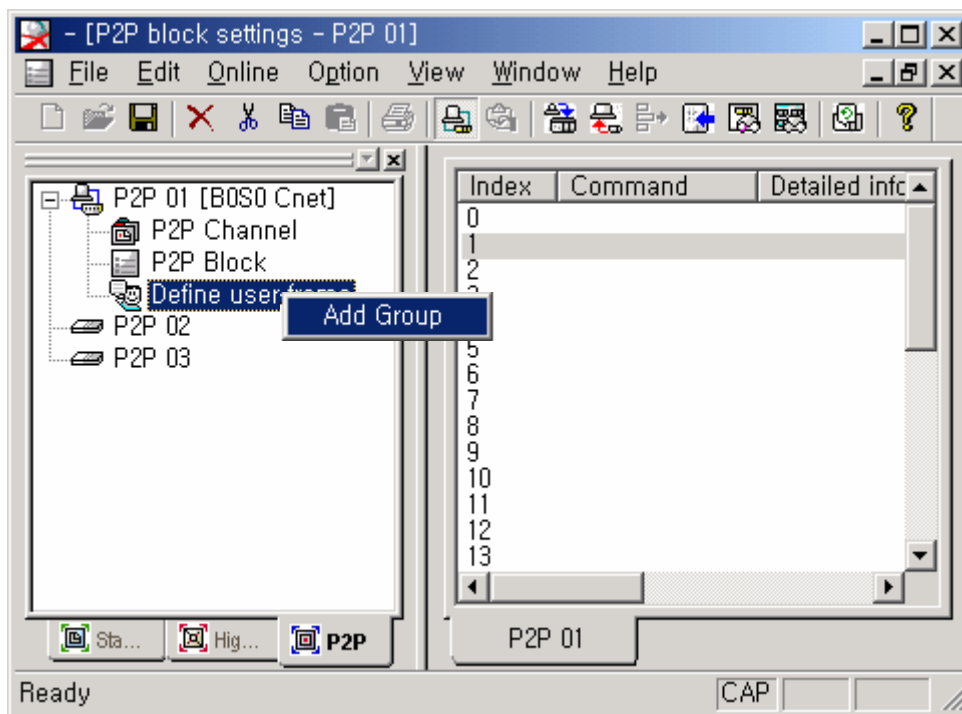 - [P2P block settings - P2P 01]
File Edit Online Option View Window Help
P2P 01 [B0S0 Cnet]
P2P Channel
P2P Block
Define user
Add Group
P2P 02
P2P 03
Index Command Detailed info
0
1
2
5
6
7
8
9
10
11
12
13
Sta... Hig... P2P
P2P 01
Ready CAP